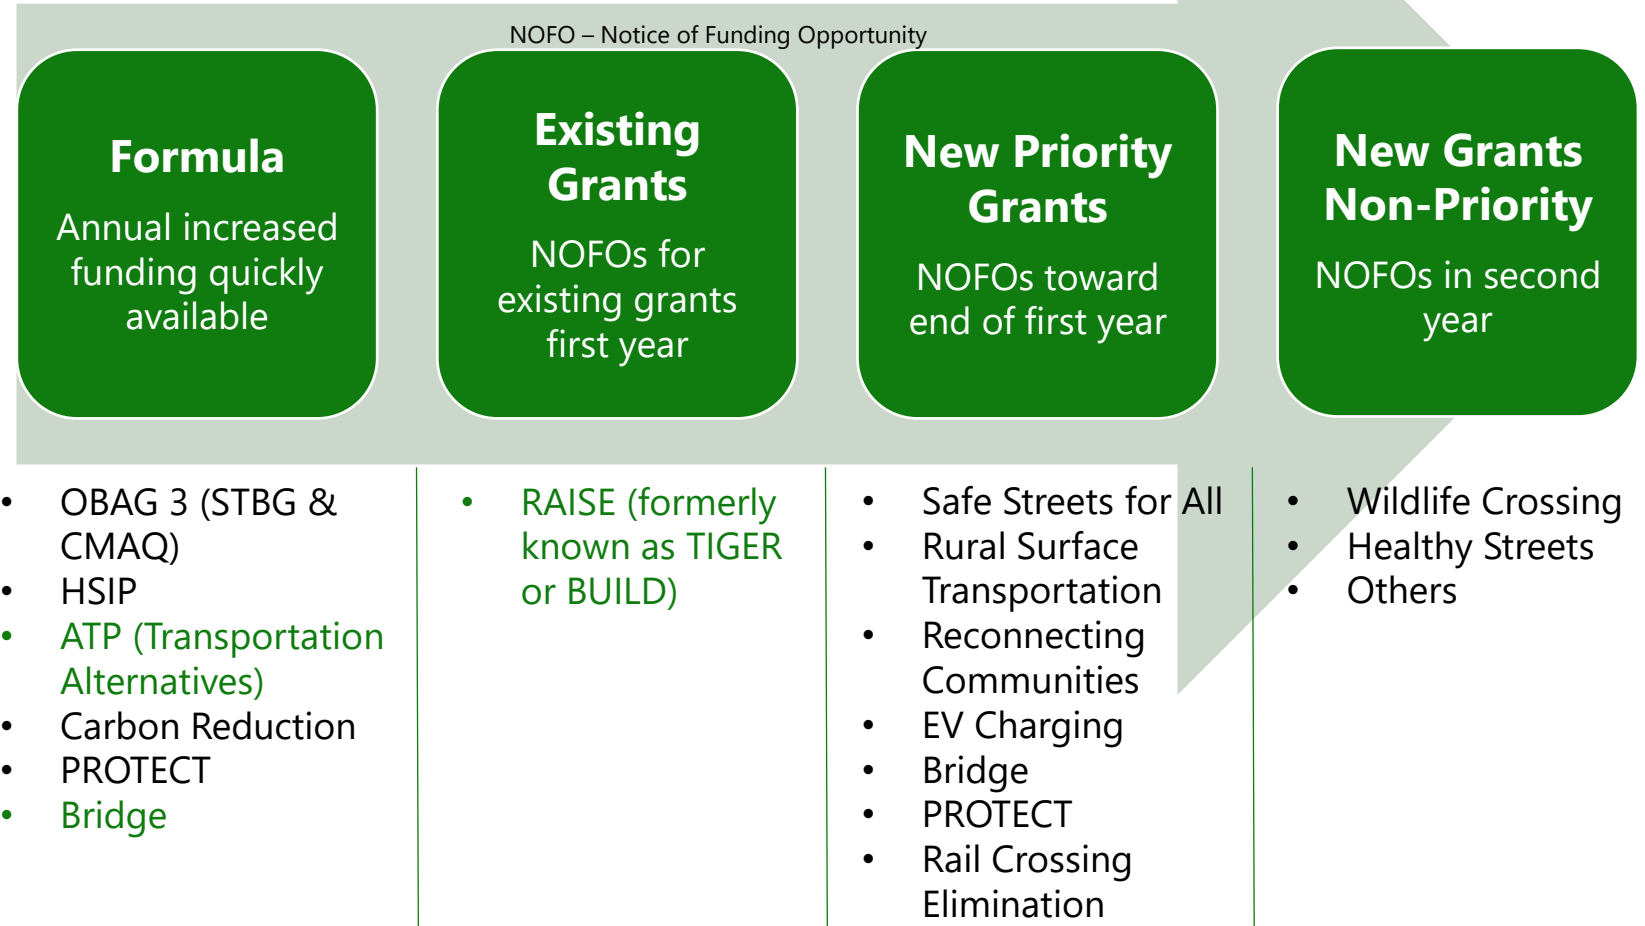 NOFO – Notice of Funding Opportunity
Formula
Annual increased
funding quickly
available
Existing
Grants
NOFOs for
existing grants
first year
New Priority
Grants
NOFOs toward
end of first year
New Grants
Non-Priority
NOFOs in second
year
• OBAG 3 (STBG &
CMAQ)
• HSIP
• ATP (Transportation
Alternatives)
• Carbon Reduction
• PROTECT
• Bridge
• RAISE (formerly
known as TIGER
or BUILD)
• Safe Streets for All
• Rural Surface
Transportation
• Reconnecting
Communities
• EV Charging
• Bridge
• PROTECT
• Rail Crossing
Elimination
• Wildlife Crossing
• Healthy Streets
• Others